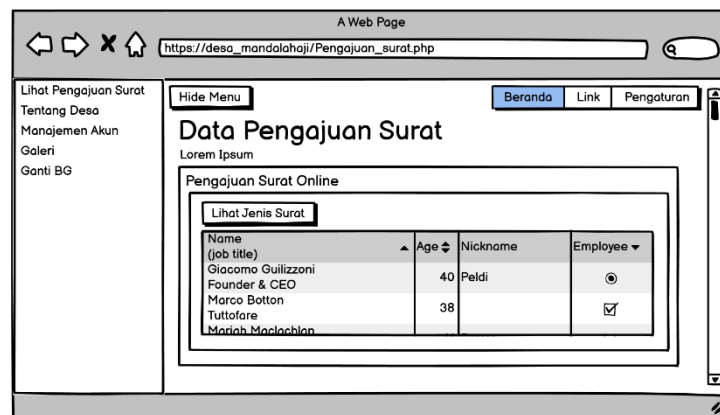 A Web Page
https://desa_mandalahaji/Pengajuan_surat.php
Lihat Pengajuan Surat
Tentang Desa
Manajemen Akun
Galeri
Ganti BG
Hide Menu
Beranda Link Pengaturan
Data Pengajuan Surat
Lorem Ipsum
Pengajuan Surat Online
Lihat Jenis Surat
Name
(job title)
Age Nickname Employee
Giacomo Guilizzoni
Founder & CEO
40 Peldi
Marco Botton
Tuttofare
38
Mariah Maclachlan